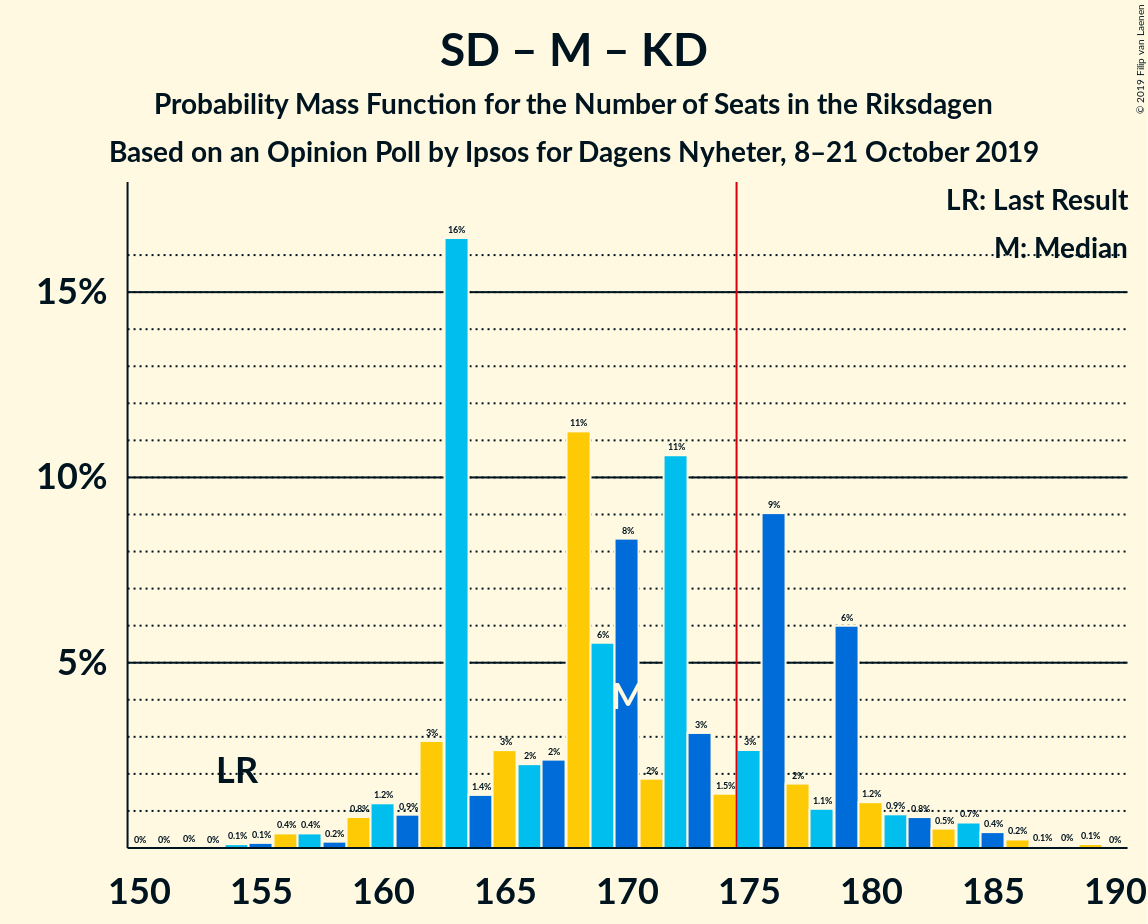 SD – M – KD
Probability Mass Function for the Number of Seats in the Riksdagen
Based on an Opinion Poll by Ipsos for Dagens Nyheter, 8–21 October 2019
© 2019 Filip van Laenen
LR: Last Result
M: Median
15%
10%
5%
0% 0% 0% 0% 0.1% 0.1% 0.4% 0.4% 0.2% 0.8% 1.2% 0.9% 3% 16% 1.4% 3% 2% 2% 11% 6% 8% 2% 11% 3% 1.5% 3% 9% 2% 1.1% 6% 1.2% 0.9% 0.8% 0.5% 0.7% 0.4% 0.2% 0.1% 0% 0.1% 0%
LR
M
150 155 160 165 170 175 180 185 190